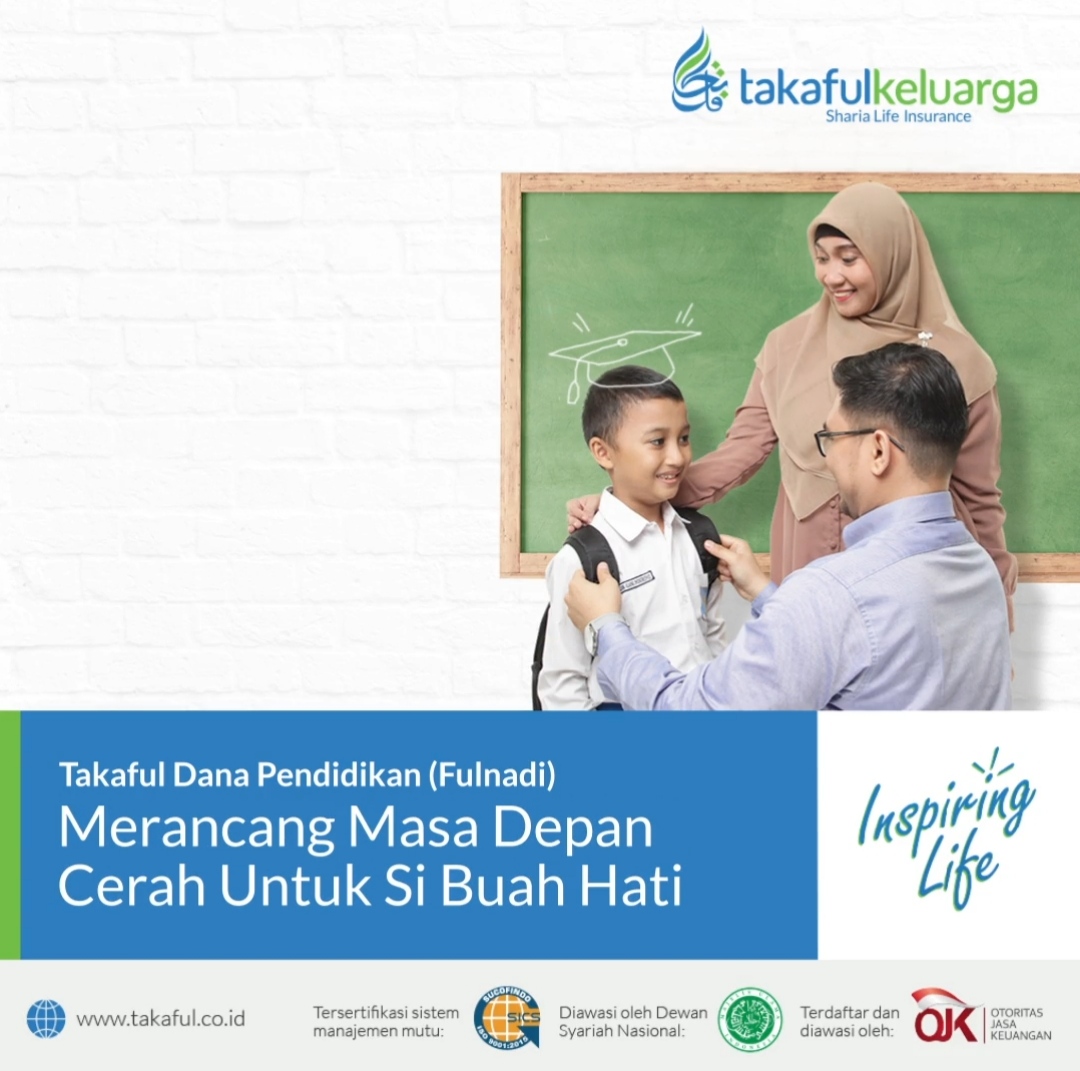 takafulkeluarga
Sharia Life Insurance
Takaful Dana Pendidikan (Fulnadi)
Merancang Masa Depan
Cerah Untuk Si Buah Hati
Inspiring
Life
www.takaful.co.id
Tersertifikasi sistem
manajemen mutu:
SUCOFINDO
SICS
ISO 9001:2015
Diawasi oleh Dewan
Syariah Nasional:
Terdaftar dan
diawasi oleh:
OJK
OTORITAS
JASA
KEUANGAN